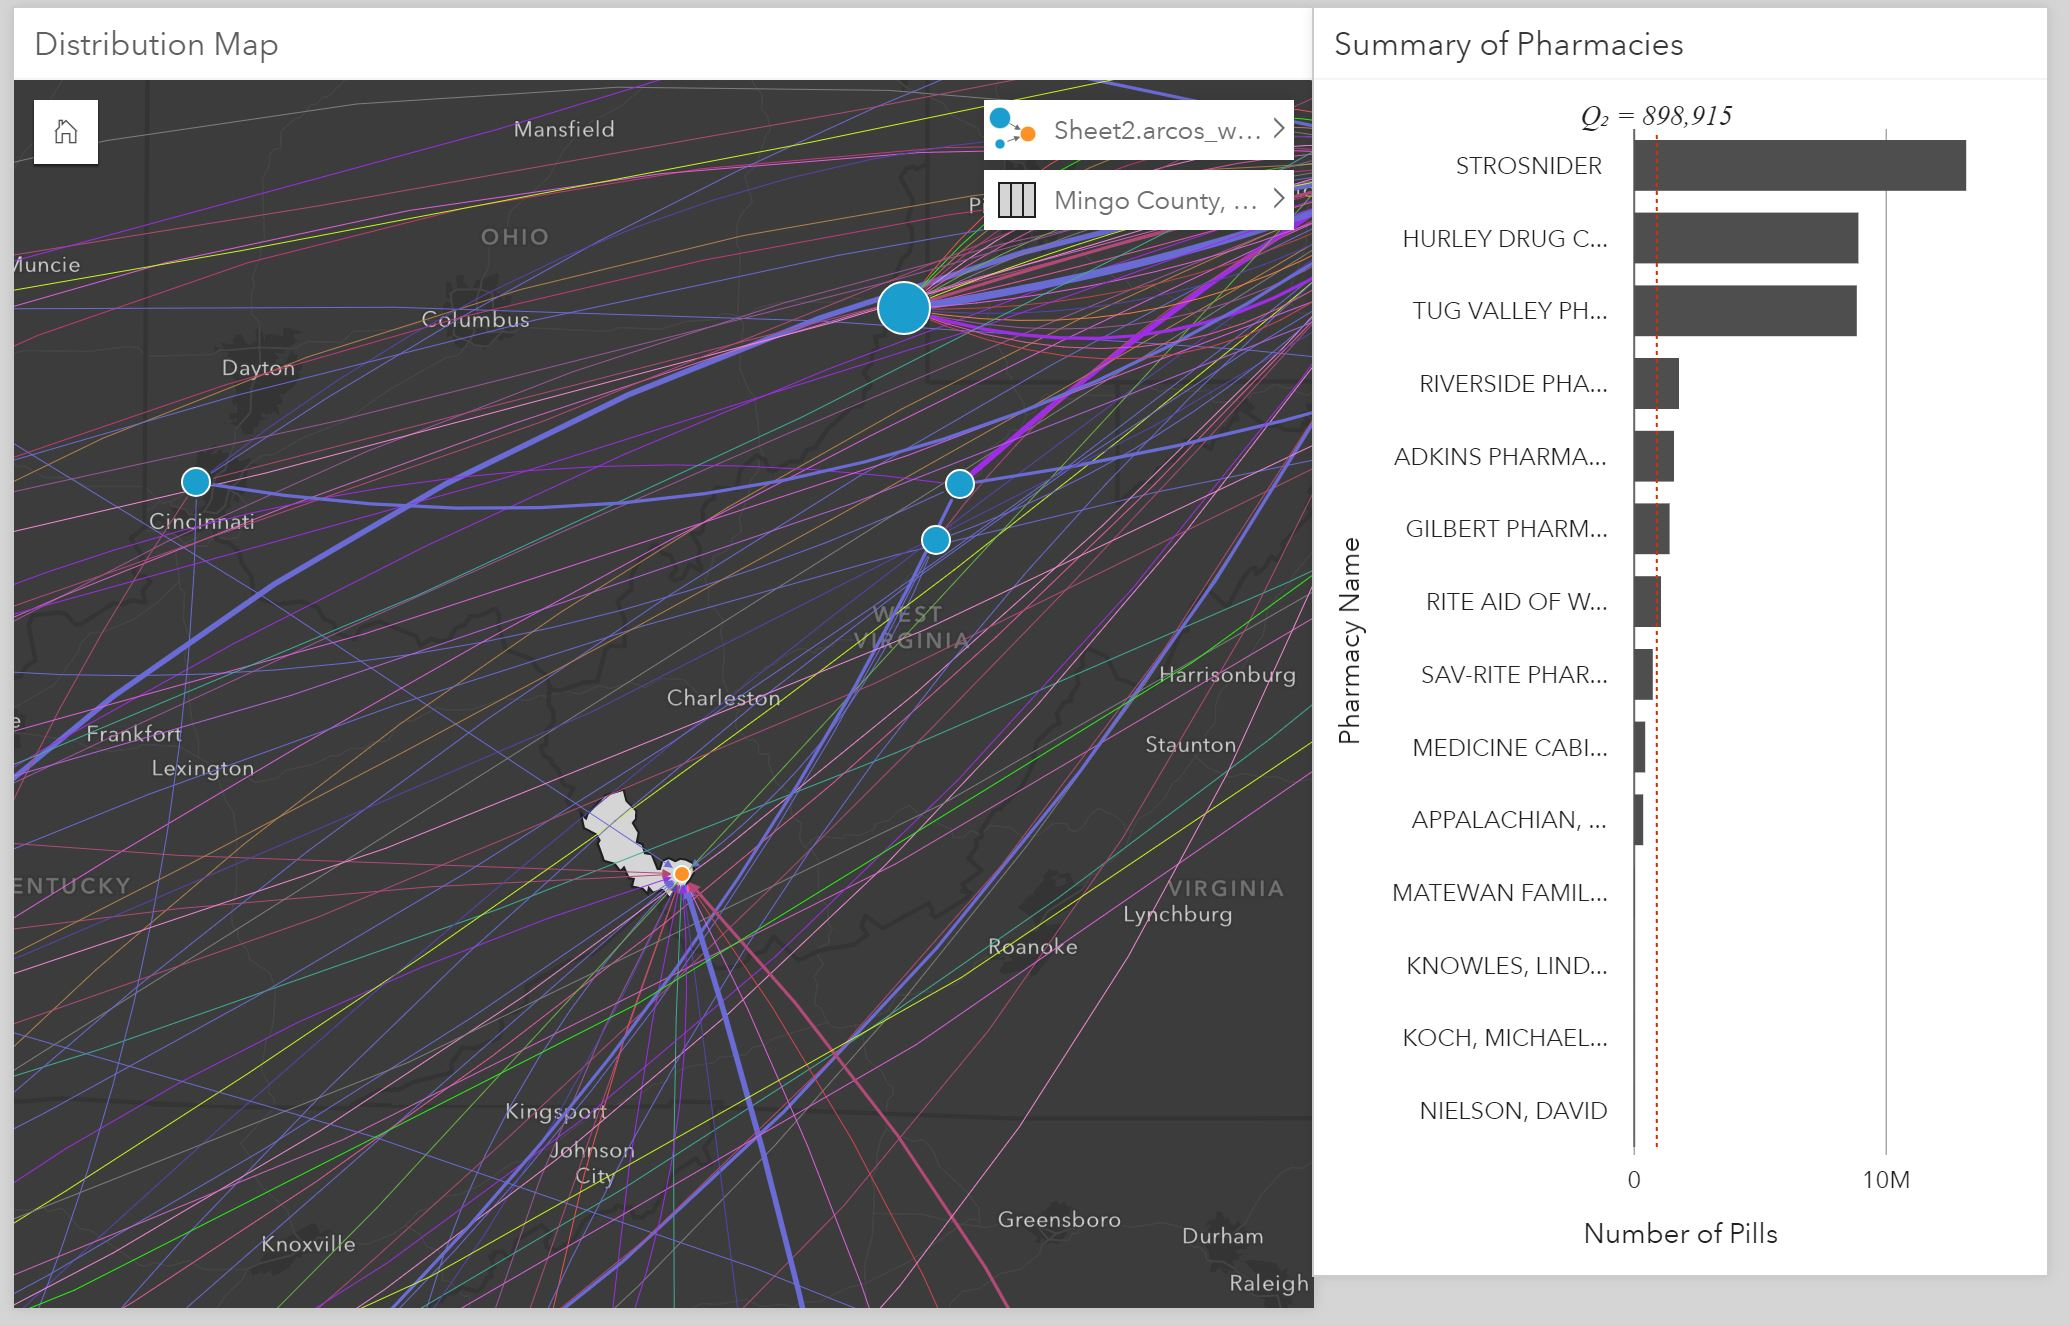 Distribution Map
Mansfield
Sheet2.arcos_w...
Mingo County, ...
OHIO
Muncie
Columbus
Dayton
Cincinnati
WEST
VIRGINIA
Harrisonburg
Charleston
Frankfort
Staunton
Lexington
ENTUCKY
VIRGINIA
Lynchburg
Roanoke
Kingsport
Johnson
City
Greensboro
Knoxville
Durham
Raleigh
Summary of Pharmacies
Q₂ = 898,915
STROSNIDER
HURLEY DRUG C...
TUG VALLEY PH...
RIVERSIDE PHA...
ADKINS PHARMA...
GILBERT PHARM...
RITE AID OF W...
SAV-RITE PHAR...
MEDICINE CABI...
APPALACHIAN, ...
MATEWAN FAMIL...
KNOWLES, LIND...
KOCH, MICHAEL...
NIELSON, DAVID
Pharmacy Name
0 10M
Number of Pills